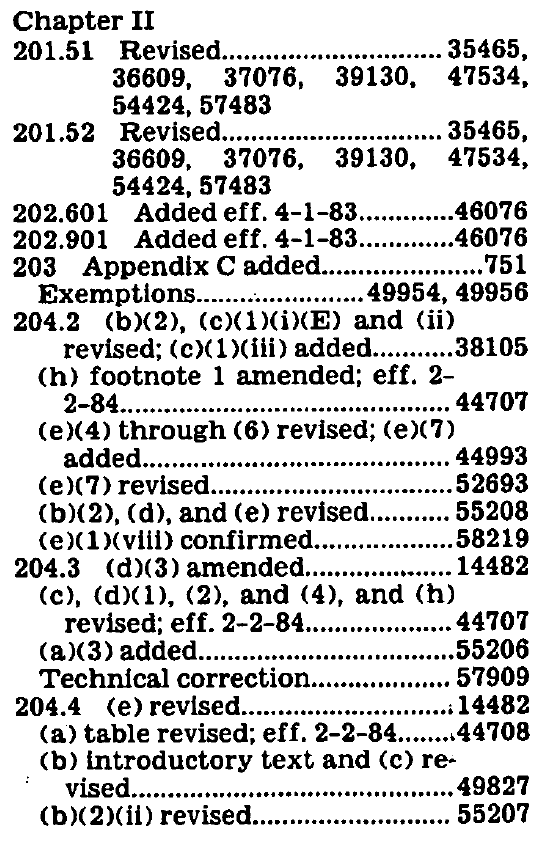 Chapter II
201.51 Revised................................ 35465,
36609, 37076, 39130, 47534,
54424, 57483
201.52 Revised................................ 35465,
36609, 37076, 39130, 47534,
54424, 57483
202.601 Added eff. 4-1-83.............46076
202.901 Added eff. 4-1-83.............46076
203 Appendix C added.......................751
Exemptions........................49954, 49956
204.2 (b)(2), (c)(1)(i)(E) and (ii)
revised; (c)(1)(iii) added...........38105
(h) footnote 1 amended; eff. 2-
2-84............................................... 44707
(e)(4) through (6) revised; (e)(7)
added............................................ 44993
(e)(7) revised.................................. 52693
(b)(2), (d), and (e) revised........... 55208
(e)(1)(viii) confirmed....................58219
204.3 (d)(3) amended.....................14482
(c), (d)(1), (2), and (4), and (h)
revised; eff. 2-2-84..................... 44707
(a)(3) added....................................55206
Technical correction.................... 57909
204.4 (e) revised..............................14482
(a) table revised; eff. 2-2-84........44708
(b) introductory text and (c) re-
vised..............................................49827
(b)(2)(ii) revised............................ 55207